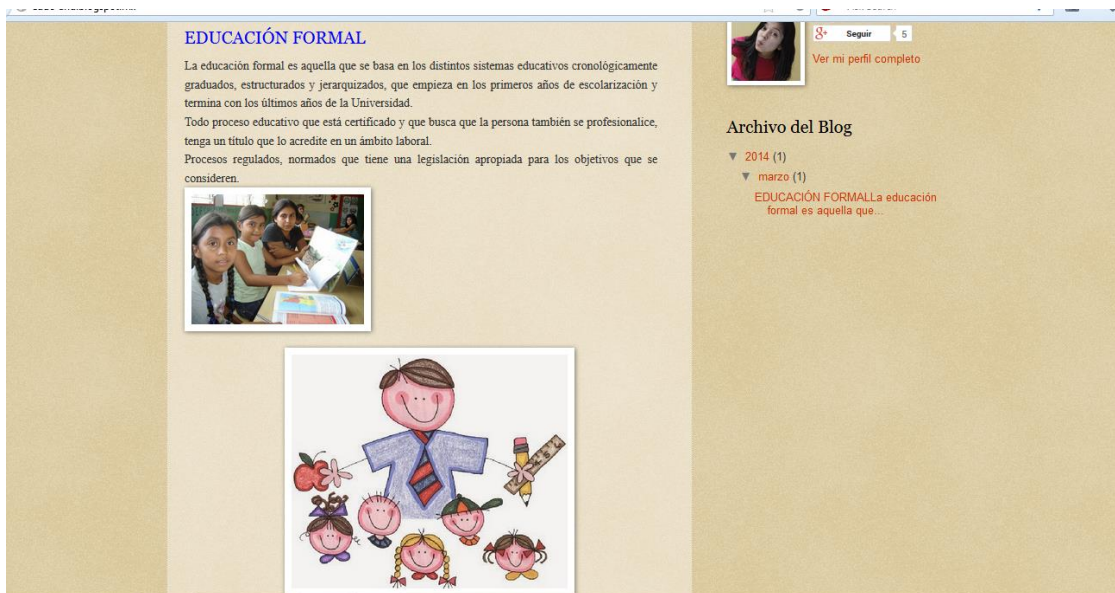 EDUCACIÓN FORMAL
La educación formal es aquella que se basa en los distintos sistemas educativos cronológicamente
graduados, estructurados y jerarquizados, que empieza en los primeros años de escolarización y
termina con los últimos años de la Universidad.
Todo proceso educativo que está certificado y que busca que la persona también se profesionalice,
tenga un título que lo acredite en un ámbito laboral.
Procesos regulados, normados que tiene una legislación apropiada para los objetivos que se
consideren.
g+ Seguir 5
Ver mi perfil completo
Archivo del Blog
▼ 2014 (1)
▼ marzo (1)
EDUCACIÓN FORMALLa educación
formal es aquella que...